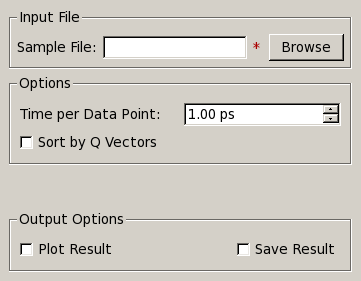 Input File
Sample File: * Browse
Options
Time per Data Point: 1.00 ps
Sort by Q Vectors
Output Options
Plot Result Save Result